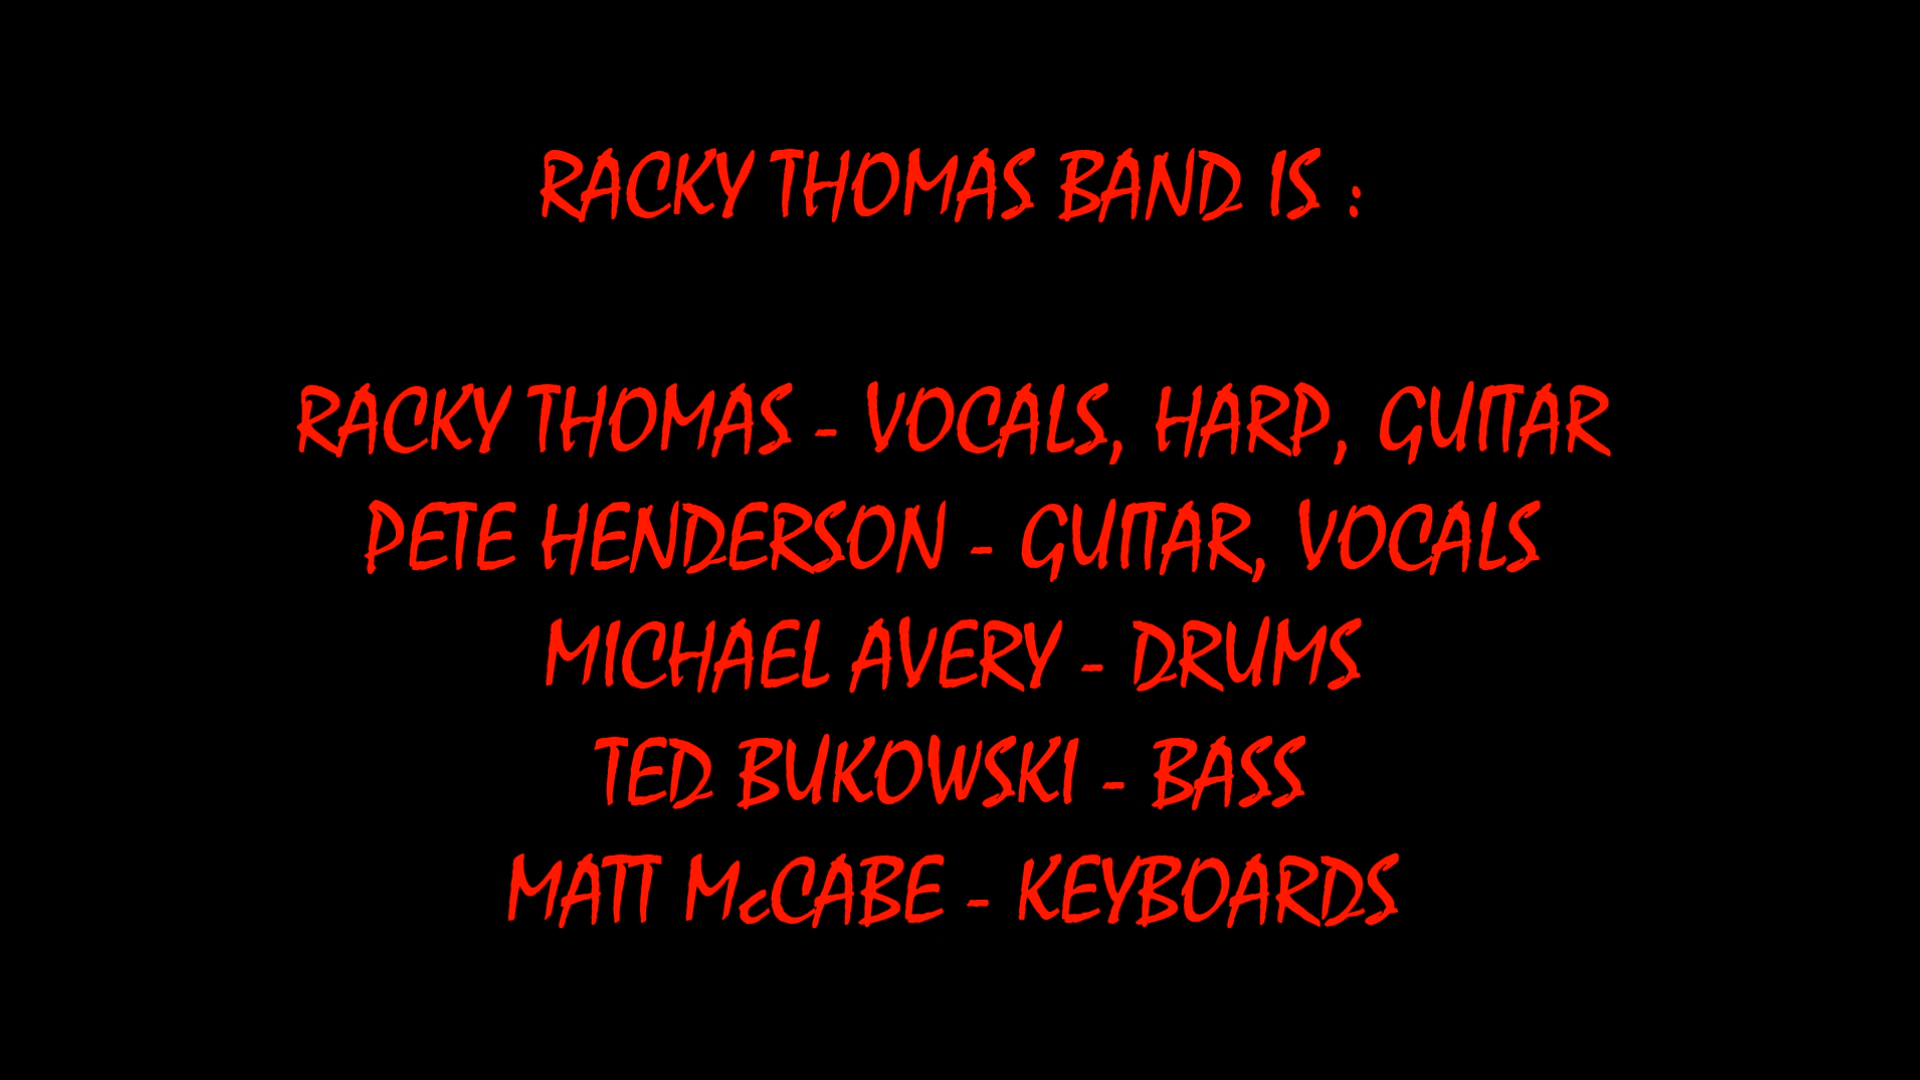 RACKY THOMAS BAND IS :
RACKY THOMAS - VOCALS, HARP, GUITAR
PETE HENDERSON - GUITAR, VOCALS
MICHAEL AVERY - DRUMS
TED BUKOWSKI - BASS
MATT McCABE - KEYBOARDS